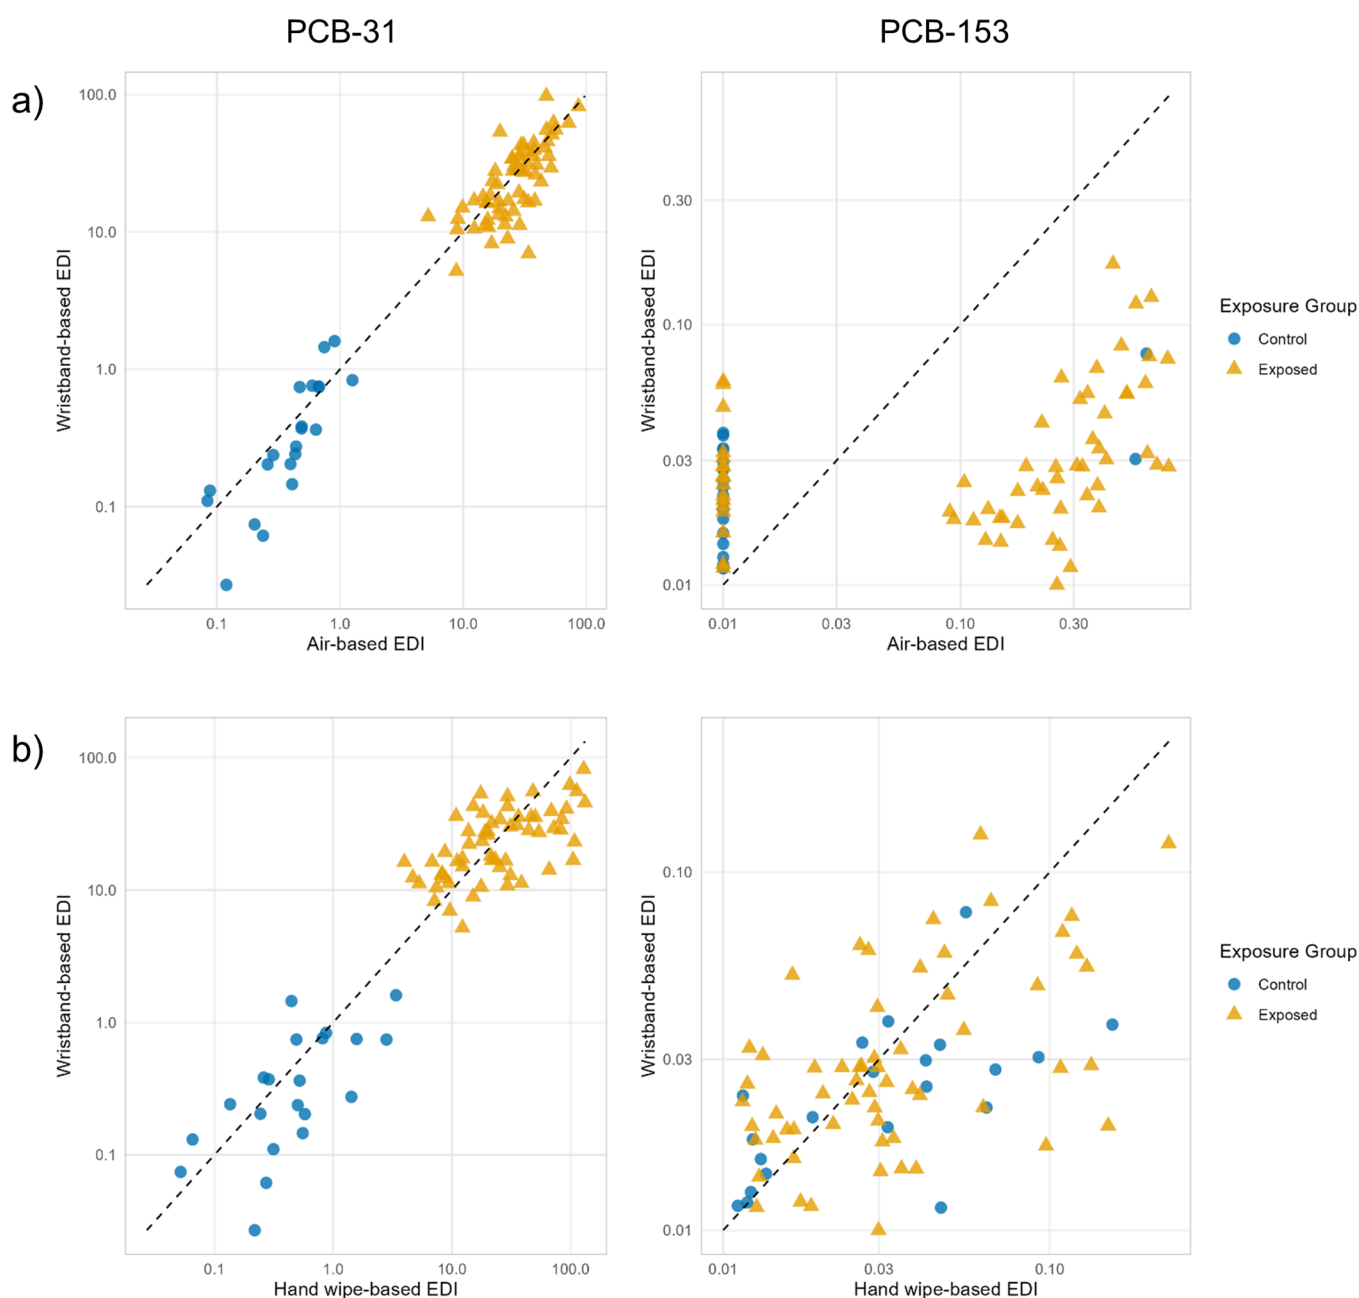 PCB-31
PCB-153
a)
100.0
10.0
1.0
0.1
Wristband-based EDI
0.1 1.0 10.0 100.0
Air-based EDI
0.30
0.10
0.03
0.01
Wristband-based EDI
0.01 0.03 0.10 0.30
Air-based EDI
Exposure Group
Control
Exposed
b)
100.0
10.0
1.0
0.1
Wristband-based EDI
0.1 1.0 10.0 100.0
Hand wipe-based EDI
0.10
0.03
0.01
Wristband-based EDI
0.01 0.03 0.10
Hand wipe-based EDI
Exposure Group
Control
Exposed